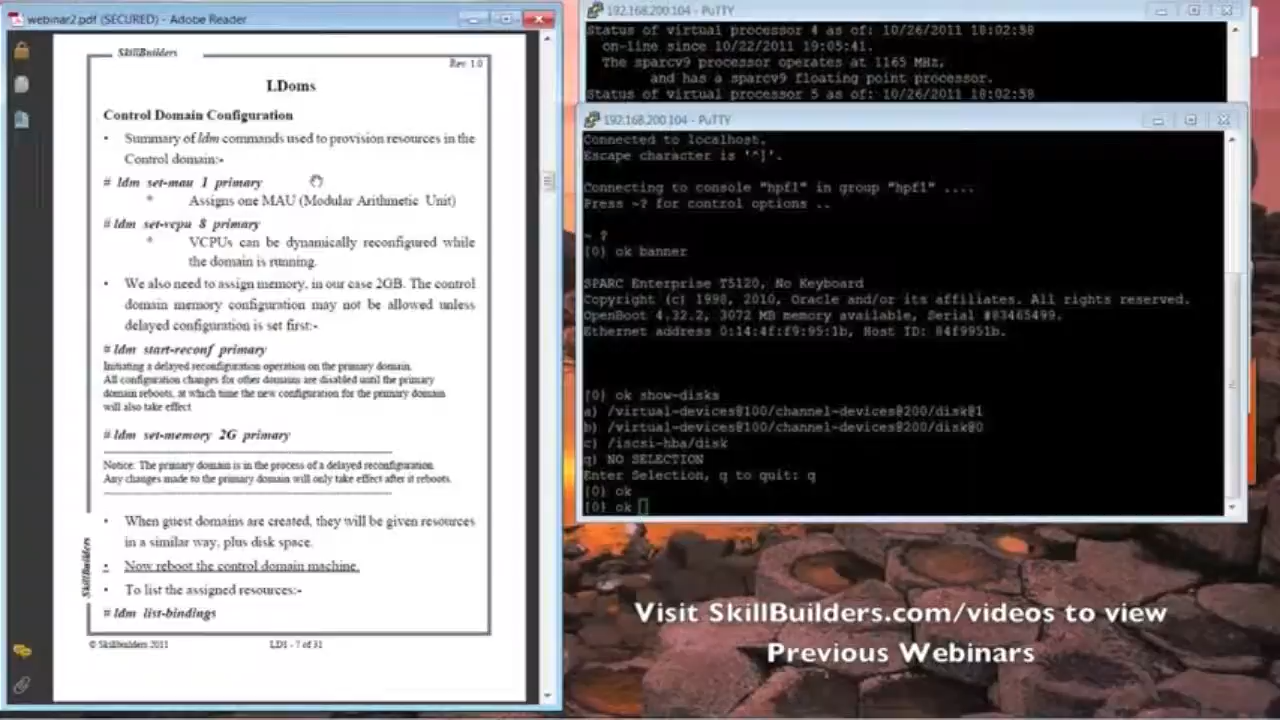 webinar2.pdf (SECURED) - Adobe Reader
SkillBuilders
Rev 1.0
LDoms
Control Domain Configuration
• Summary of ldm commands used to provision resources in the
Control domain:-
# ldm set-mau 1 primary
* Assigns one MAU (Modular Arithmetic Unit)
# ldm set-vcpu 8 primary
* VCPUs can be dynamically reconfigured while
the domain is running.
• We also need to assign memory, in our case 2GB. The control
domain memory configuration may not be allowed unless
delayed configuration is set first:-
# ldm start-reconf primary
Initiating a delayed reconfiguration operation on the primary domain.
All configuration changes for other domains are disabled until the primary
domain reboots, at which time the new configuration for the primary domain
will also take effect
# ldm set-memory 2G primary
Notice: The primary domain is in the process of a delayed reconfiguration.
Any changes made to the primary domain will only take effect after it reboots.
• When guest domains are created, they will be given resources
in a similar way, plus disk space.
• Now reboot the control domain machine.
• To list the assigned resources:-
# ldm list-bindings
SkillBuilders
© SkillBuilders 2011
LD1 - 7 of 31
192.168.200.104 - PuTTY
Status of virtual processor 4 as of: 10/26/2011 18:02:58
on-line since 10/22/2011 19:05:41.
The sparcv9 processor operates at 1165 MHz,
and has a sparcv9 floating point processor.
Status of virtual processor 5 as of: 10/26/2011 18:02:58
192.168.200.104 - PuTTY
Connected to localhost.
Escape character is '^]'.
Connecting to console "hpf1" in group "hpf1" ....
Press ~? for control options ..
~ ?
{0} ok banner
SPARC Enterprise T5120, No Keyboard
Copyright (c) 1998, 2010, Oracle and/or its affiliates. All rights reserved.
OpenBoot 4.32.2, 3072 MB memory available, Serial #83465499.
Ethernet address 0:14:4f:f9:95:1b, Host ID: 84f9951b.
{0} ok show-disks
a) /virtual-devices@100/channel-devices@200/disk@1
b) /virtual-devices@100/channel-devices@200/disk@0
c) /iscsi-hba/disk
q) NO SELECTION
Enter Selection, q to quit: q
{0} ok
{0} ok
Visit SkillBuilders.com/videos to view
Previous Webinars